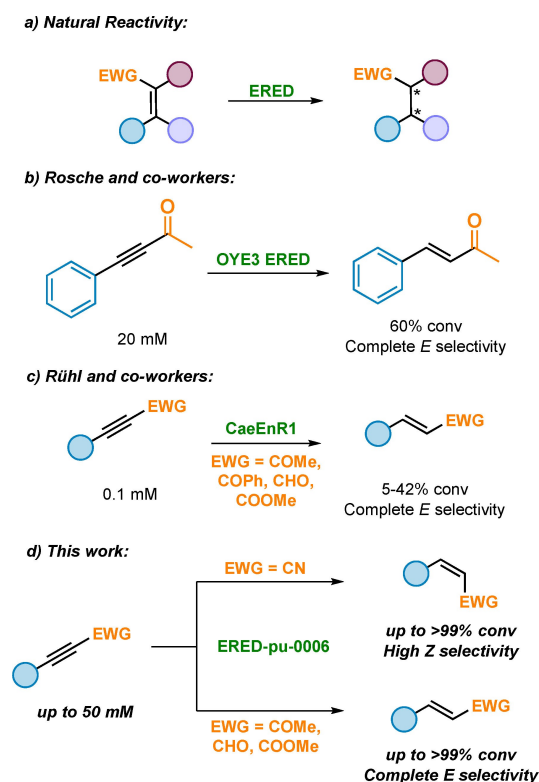 a) Natural Reactivity:
EWG
ERED
EWG
*
*
b) Rosche and co-workers:
O
OYE3 ERED
O
20 mM
60% conv
Complete E selectivity
c) Rühl and co-workers:
EWG
CaeEnR1
EWG
EWG = COMe,
COPh, CHO,
COOMe
0.1 mM
5-42% conv
Complete E selectivity
d) This work:
EWG = CN
EWG
up to >99% conv
High Z selectivity
EWG
ERED-pu-0006
up to 50 mM
EWG
EWG = COMe,
CHO, COOMe
up to >99% conv
Complete E selectivity